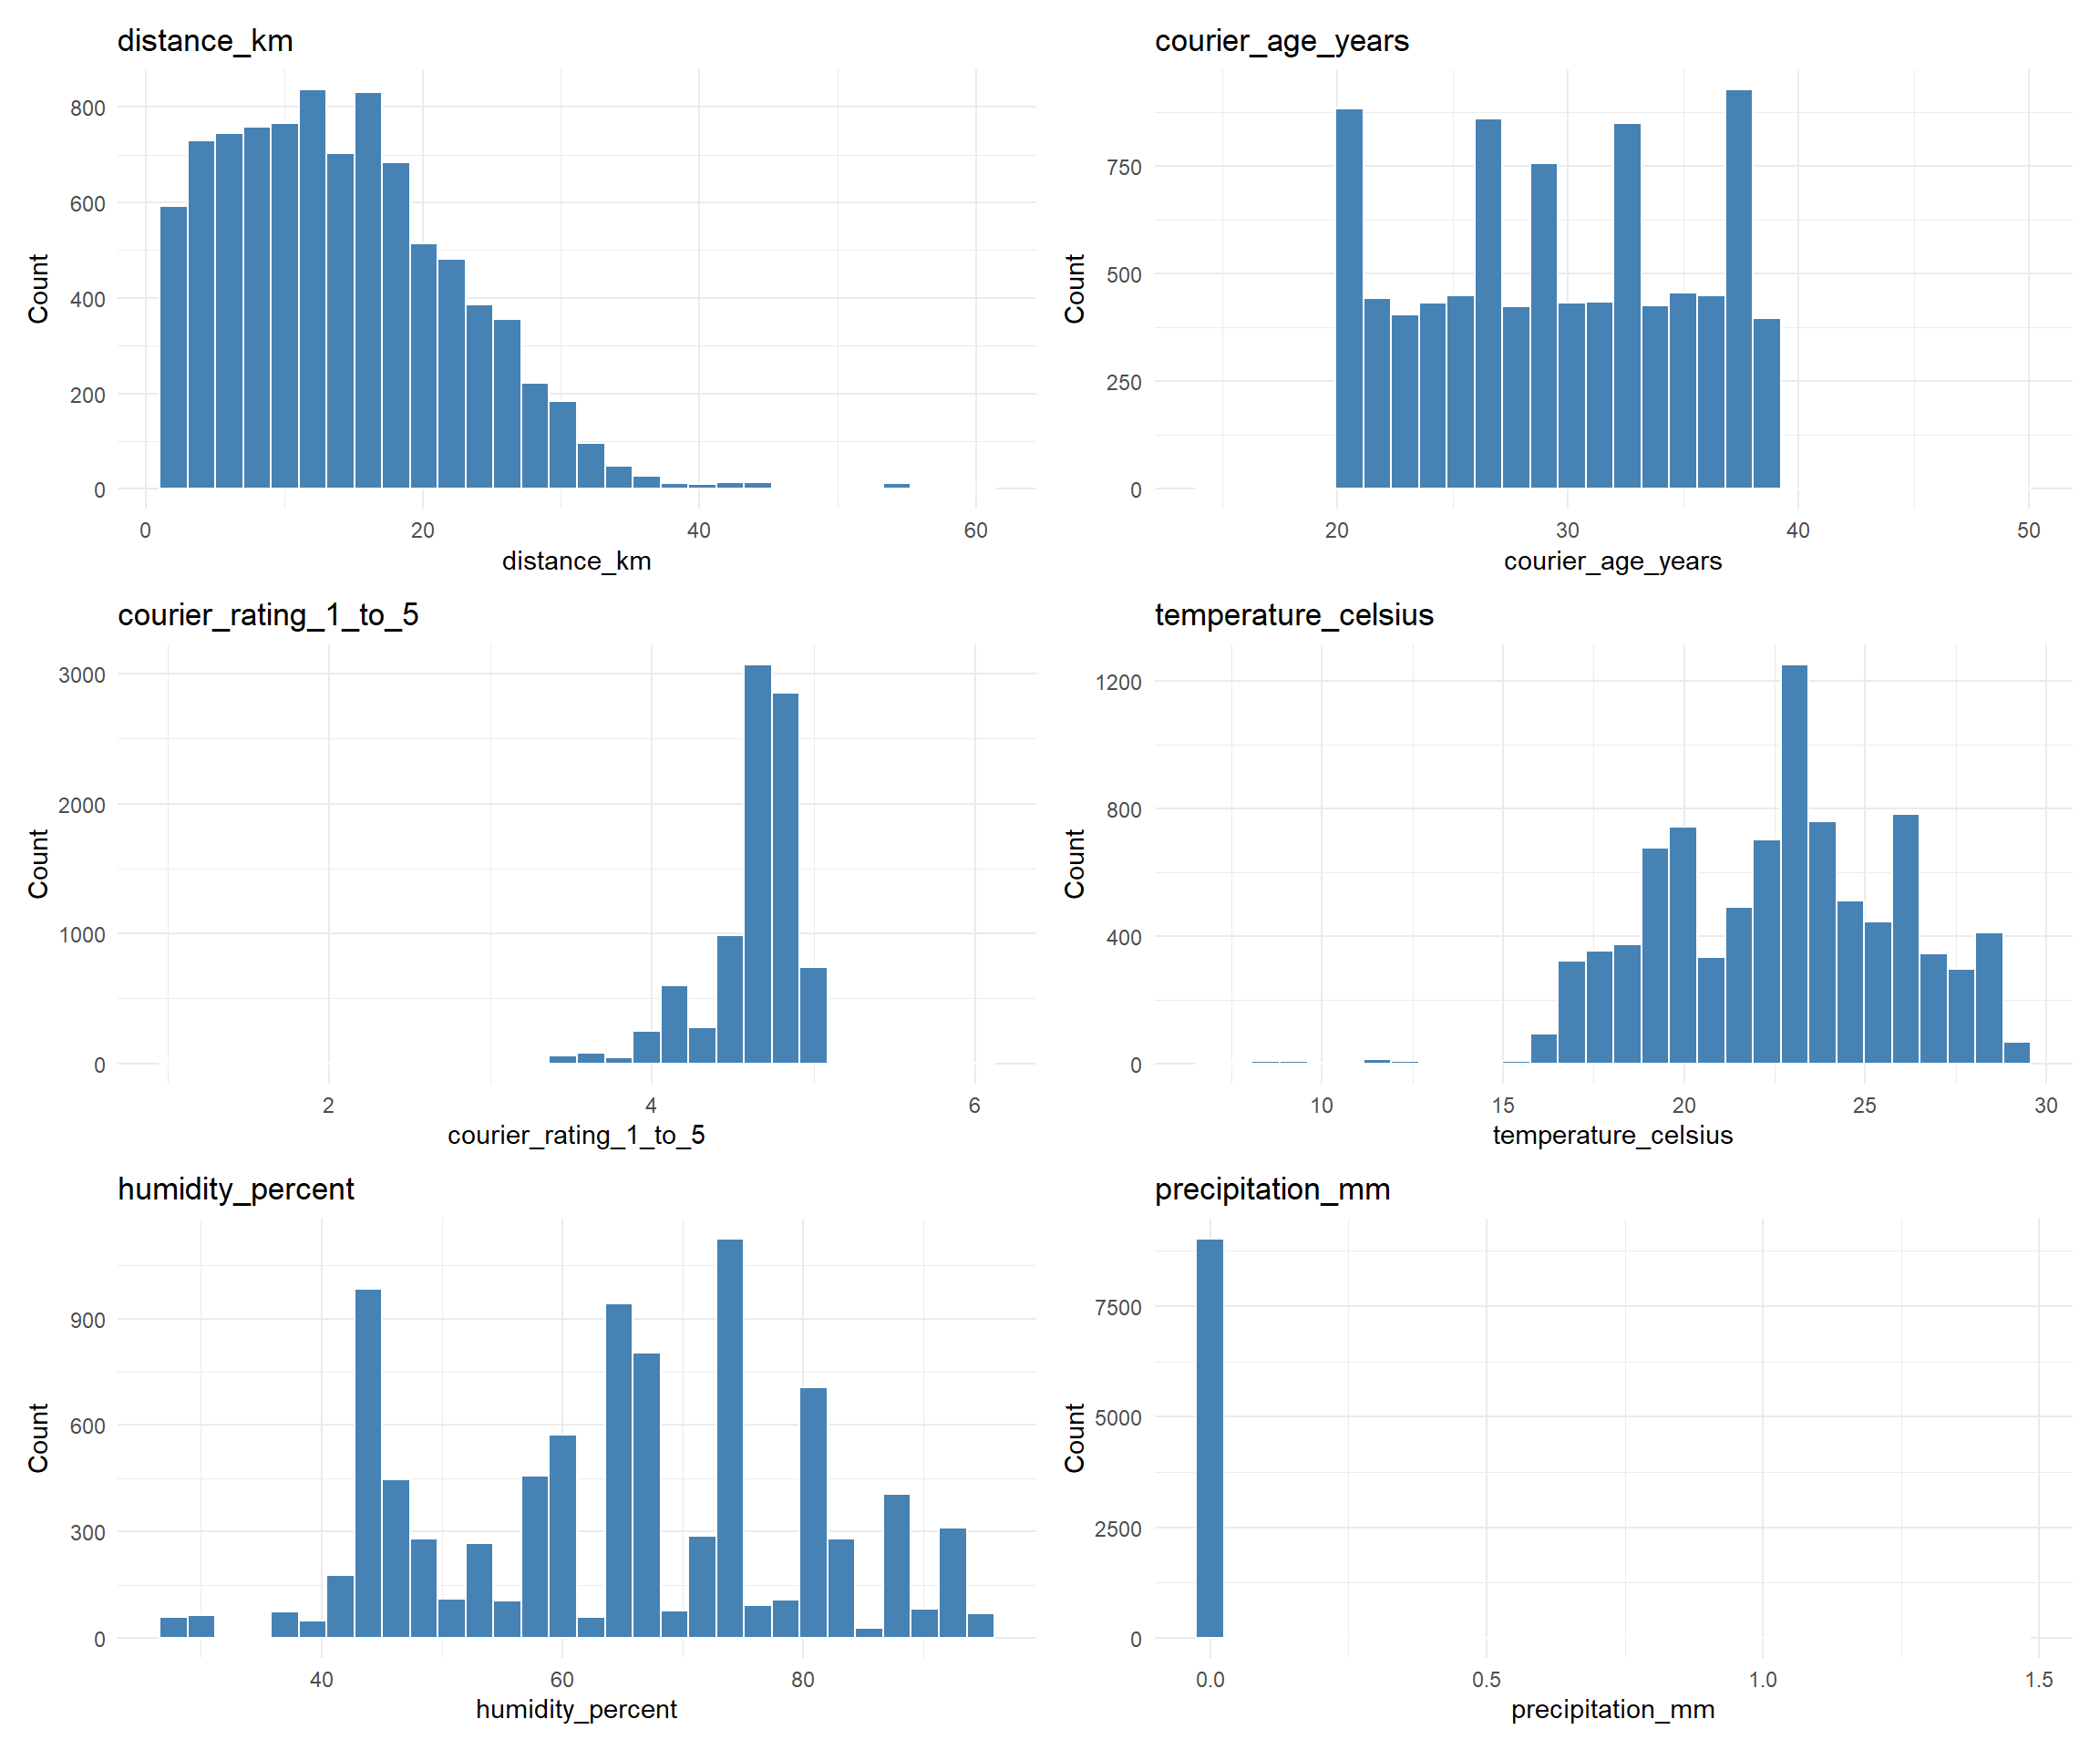 distance_km
800
600
400
200
0
Count
0 20 40 60
distance_km
courier_age_years
750
500
250
0
Count
20 30 40 50
courier_age_years
courier_rating_1_to_5
3000
2000
1000
0
Count
2 4 6
courier_rating_1_to_5
temperature_celsius
1200
800
400
0
Count
10 15 20 25 30
temperature_celsius
humidity_percent
900
600
300
0
Count
40 60 80
humidity_percent
precipitation_mm
7500
5000
2500
0
Count
0.0 0.5 1.0 1.5
precipitation_mm